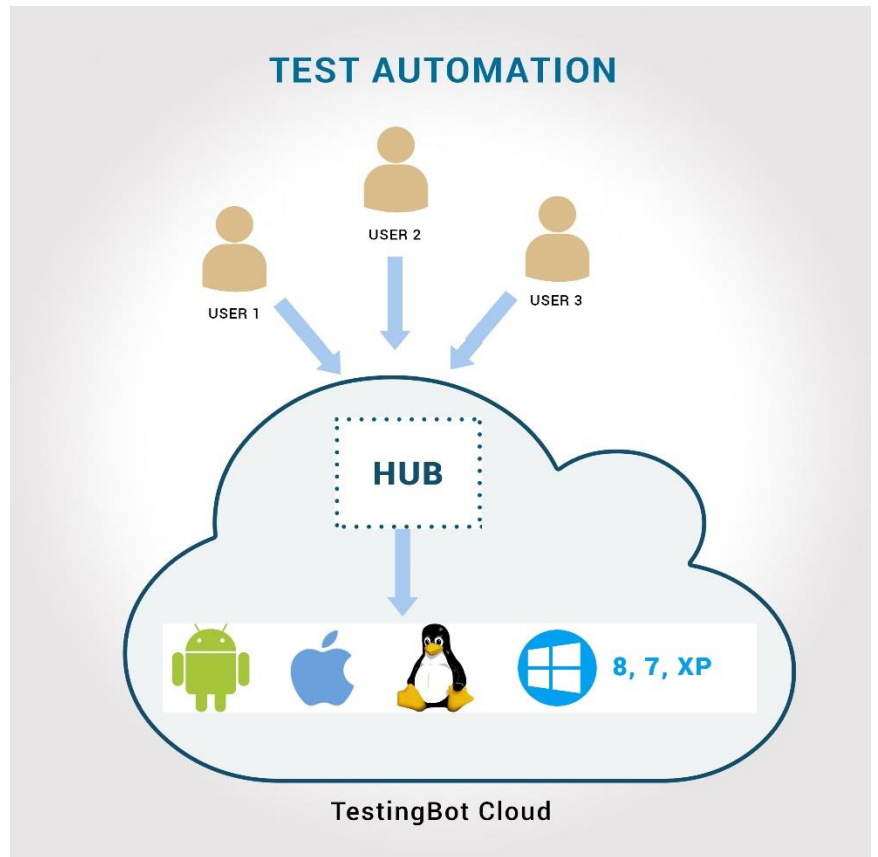 TEST AUTOMATION
USER 2
USER 1
USER 3
HUB
8, 7, XP
TestingBot Cloud